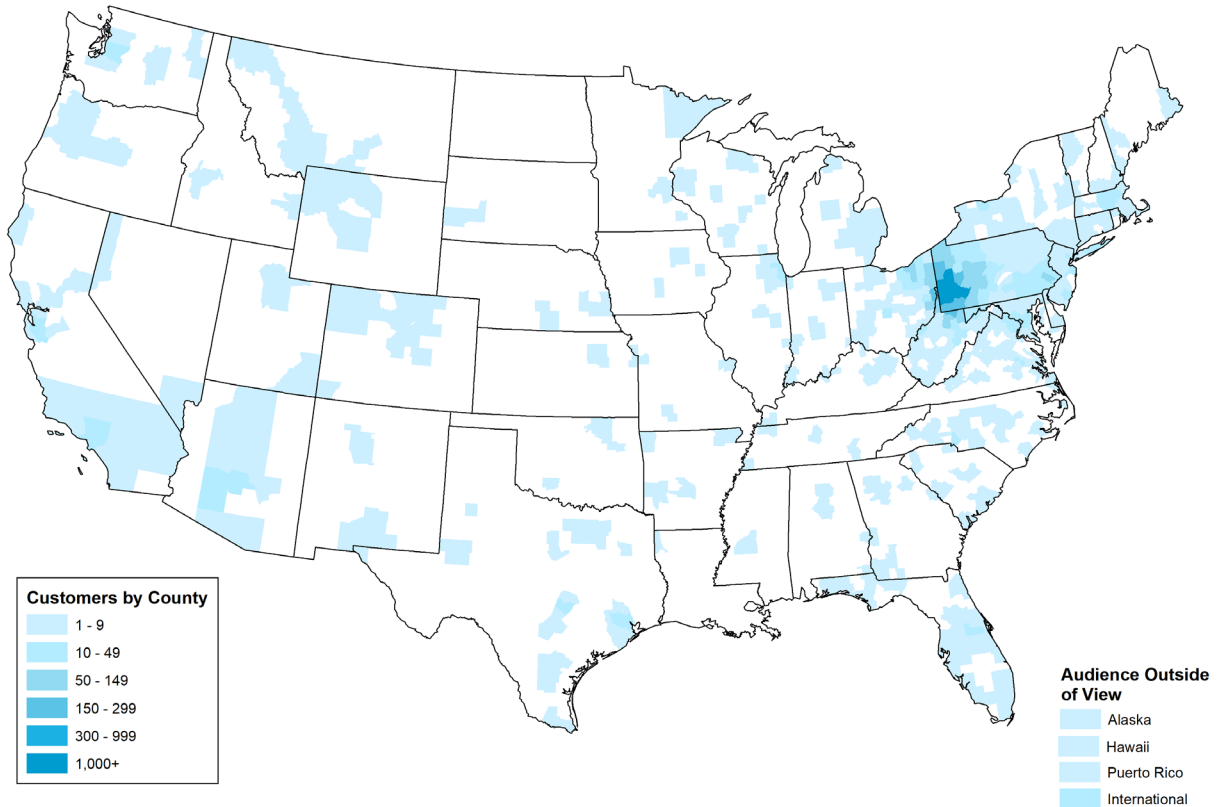 Customers by County
1 - 9
10 - 49
50 - 149
150 - 299
300 - 999
1,000+
Audience Outside
of View
Alaska
Hawaii
Puerto Rico
International